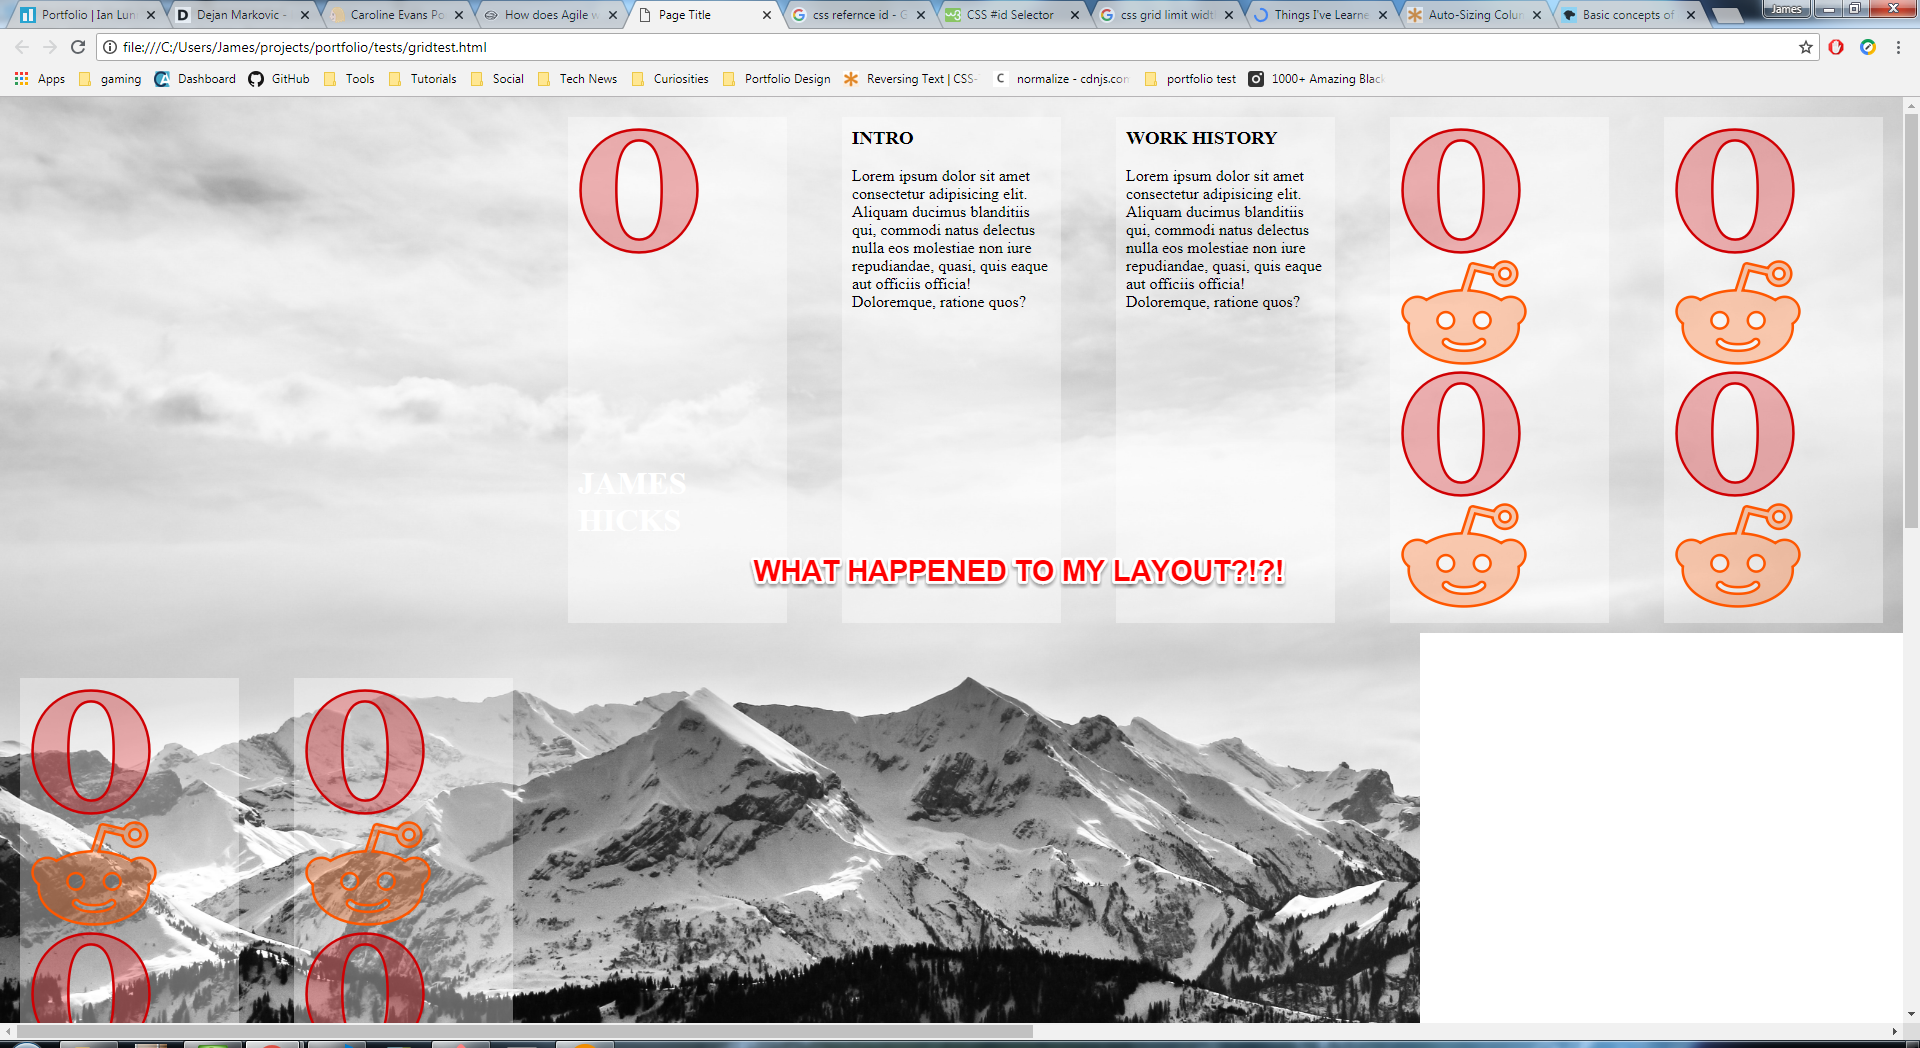 Portfolio | Ian Lun
Dejan Markovic -
Caroline Evans Po
How does Agile w
Page Title
css refernce id - G
CSS #id Selector
css grid limit widt
Things I've Learne
Auto-Sizing Colu
Basic concepts of
James
file:///C:/Users/James/projects/portfolio/tests/gridtest.html
Apps gaming Dashboard GitHub Tools Tutorials Social Tech News Curiosities Portfolio Design Reversing Text | CSS- C normalize - cdnjs.com portfolio test 1000+ Amazing Blac
INTRO
Lorem ipsum dolor sit amet
consectetur adipisicing elit.
Aliquam ducimus blanditiis
qui, commodi natus delectus
nulla eos molestiae non iure
repudiandae, quasi, quis eaque
aut officiis officia!
Doloremque, ratione quos?
WORK HISTORY
Lorem ipsum dolor sit amet
consectetur adipisicing elit.
Aliquam ducimus blanditiis
qui, commodi natus delectus
nulla eos molestiae non iure
repudiandae, quasi, quis eaque
aut officiis officia!
Doloremque, ratione quos?
JAMES
HICKS
WHAT HAPPENED TO MY LAYOUT?!?!